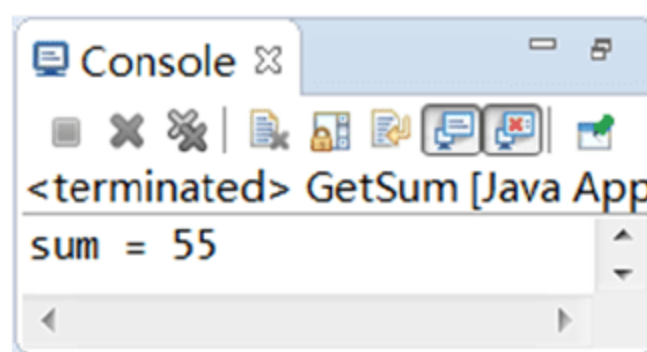 Console
<terminated> GetSum [Java App
sum = 55